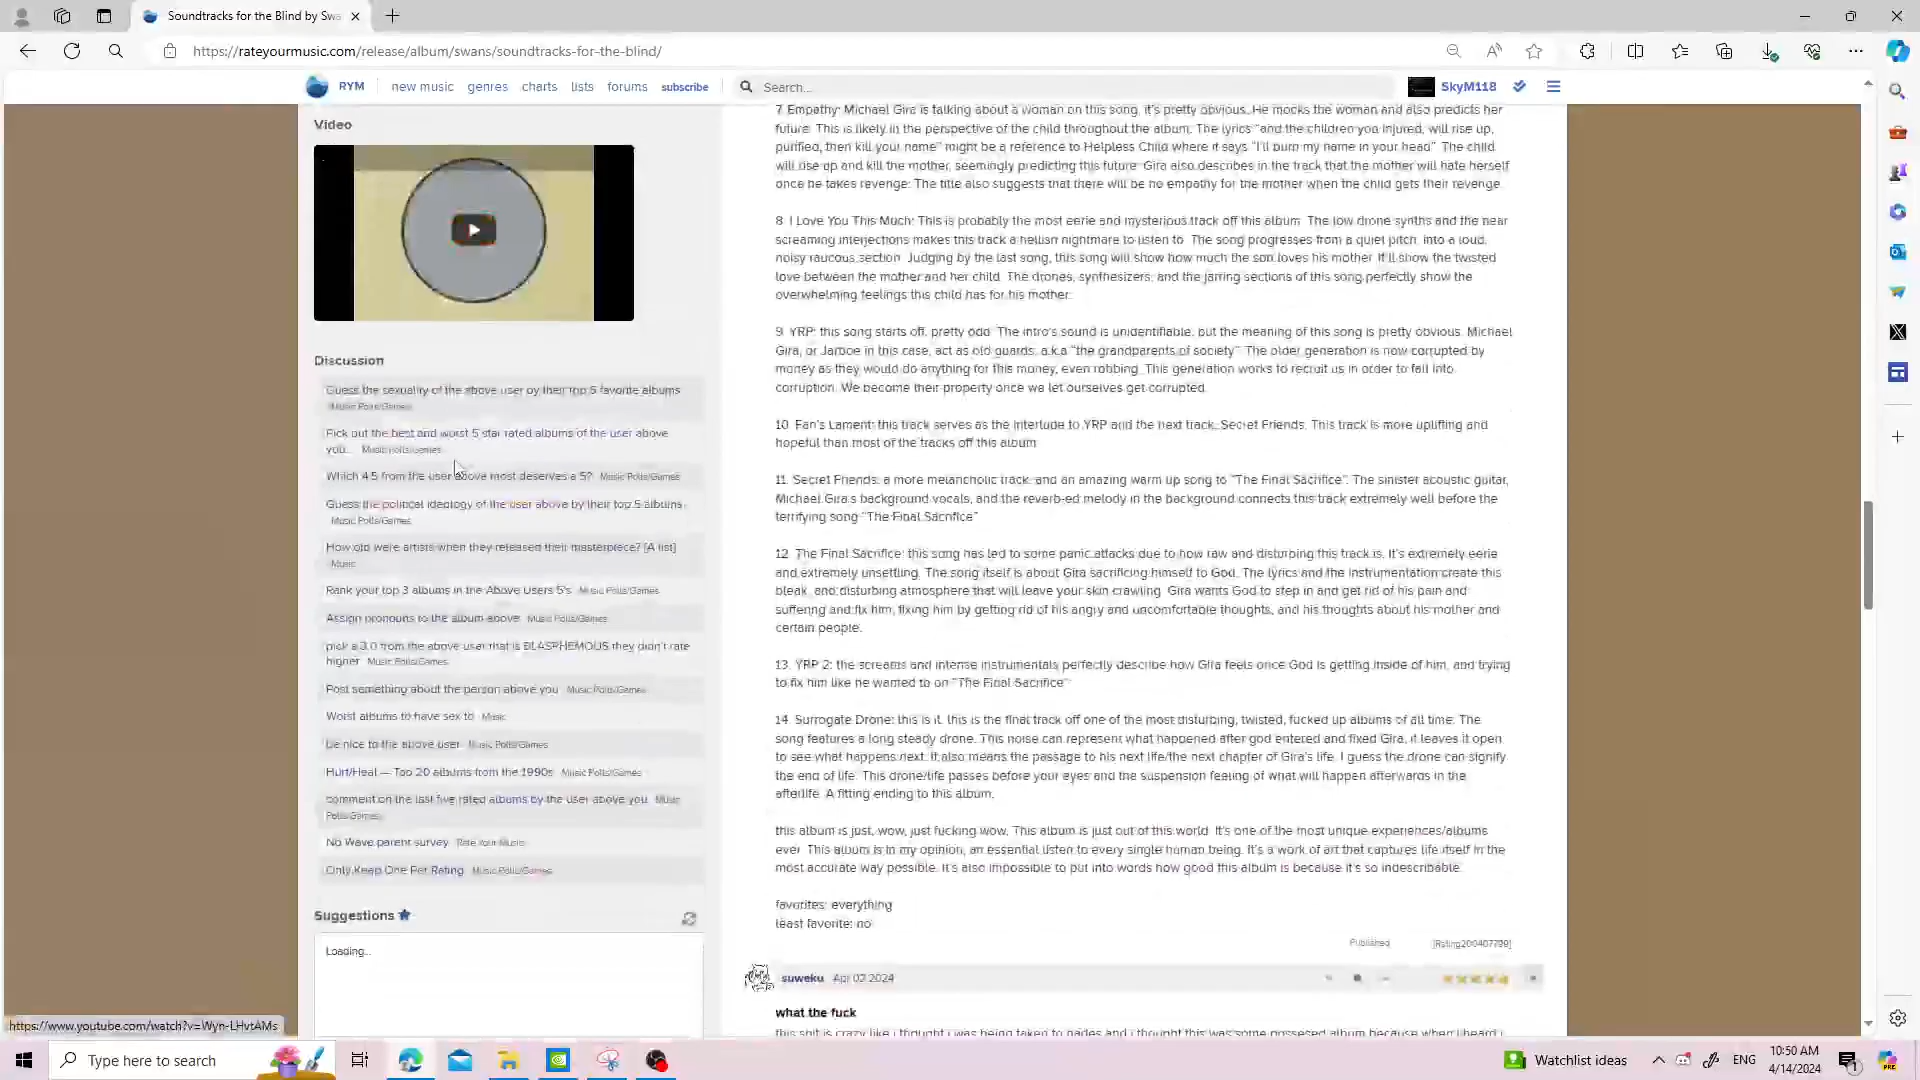 Soundtracks for the Blind by Swa
https://rateyourmusic.com/release/album/swans/soundtracks-for-the-blind/
RYM new music genres charts lists forums subscribe Search... SkyM118
Video
Discussion
Guess the sexuality of the above user by their top 5 favorite albums
Music Polls/Games
Pick out the best and worst 5 star rated albums of the user above
you... Music Polls/Games
Which 4.5 from the user above most deserves a 5? Music Polls/Games
Guess the political ideology of the user above by their top 5 albums
Music Polls/Games
How old were artists when they released their masterpiece? [A list]
Music
Rank your top 3 albums in the Above Users 5's Music Polls/Games
Assign pronouns to the album above Music Polls/Games
pick a 3.0 from the above user that is BLASPHEMOUS they didn't rate
higher Music Polls/Games
Post something about the person above you Music Polls/Games
Worst albums to have sex to Music
be nice to the above user Music Polls/Games
Hurt/Heal — Top 20 albums from the 1990s Music Polls/Games
comment on the last five rated albums by the user above you Music
Polls/Games
No Wave parent survey Rate Your Music
Only Keep One Per Rating Music Polls/Games
Suggestions
Loading...
7. Empathy: Michael Gira is talking about a woman on this song, it's pretty obvious. He mocks the woman and also predicts her
future. This is likely in the perspective of the child throughout the album. The lyrics "and the children you injured, will rise up,
purified, then kill your name" might be a reference to Helpless Child where it says "I'll burn my name in your head". The child
will rise up and kill the mother, seemingly predicting this future. Gira also describes in the track that the mother will hate herself
once he takes revenge. The title also suggests that there will be no empathy for the mother when the child gets their revenge.
8. I Love You This Much: This is probably the most eerie and mysterious track off this album. The low drone synths and the near
screaming interjections makes this track a hellish nightmare to listen to. The song progresses from a quiet pitch, into a loud,
noisy raucous section. Judging by the last song, this song will show how much the son loves his mother. It'll show the twisted
love between the mother and her child. The drones, synthesizers, and the jarring sections of this song perfectly show the
overwhelming feelings this child has for his mother.
9. YRP: this song starts off, pretty odd. The intro's sound is unidentifiable, but the meaning of this song is pretty obvious. Michael
Gira, or Jarboe in this case, act as old guards, a.k.a "the grandparents of society". The older generation is now corrupted by
money as they would do anything for this money, even robbing. This generation works to recruit us in order to fall into
corruption. We become their property once we let ourselves get corrupted.
10. Fan's Lament: this track serves as the interlude to YRP and the next track, Secret Friends. This track is more uplifting and
hopeful than most of the tracks off this album
11. Secret Friends: a more melancholic track, and an amazing warm up song to "The Final Sacrifice". The sinister acoustic guitar,
Michael Gira's background vocals, and the reverb-ed melody in the background connects this track extremely well before the
terrifying song "The Final Sacrifice"
12. The Final Sacrifice: this song has led to some panic attacks due to how raw and disturbing this track is. It's extremely eerie
and extremely unsettling. The song itself is about Gira sacrificing himself to God. The lyrics and the instrumentation create this
bleak, and disturbing atmosphere that will leave your skin crawling. Gira wants God to step in and get rid of his pain and
suffering and fix him, fixing him by getting rid of his angry and uncomfortable thoughts, and his thoughts about his mother and
certain people.
13. YRP 2: the screams and intense instrumentals perfectly describe how Gira feels once God is getting inside of him, and trying
to fix him like he wanted to on "The Final Sacrifice"
14. Surrogate Drone: this is it, this is the final track off one of the most disturbing, twisted, fucked up albums of all time. The
song features a long steady drone. This noise can represent what happened after god entered and fixed Gira, it leaves it open
to see what happens next. It also means the passage to his next life/the next chapter of Gira's life. I guess the drone can signify
the end of life. This drone/life passes before your eyes and the suspension feeling of what will happen afterwards in the
afterlife. A fitting ending to this album.
this album is just, wow, just fucking wow. This album is just out of this world. It's one of the most unique experiences/albums
ever. This album is in my opinion, an essential listen to every single human being. It's a work of art that captures life itself in the
most accurate way possible. It's also impossible to put into words how good this album is because it's so indescribable.
favorites: everything
least favorite: no
Published [Rating200407799]
suweku Apr 02 2024
what the fuck
this shit is crazy like i thought i was being taken to hades and i thought this was some possesed album because when i heard i
https://www.youtube.com/watch?v=Wyn-LHvtAMs
Type here to search
Watchlist ideas
ENG
10:50 AM
4/14/2024